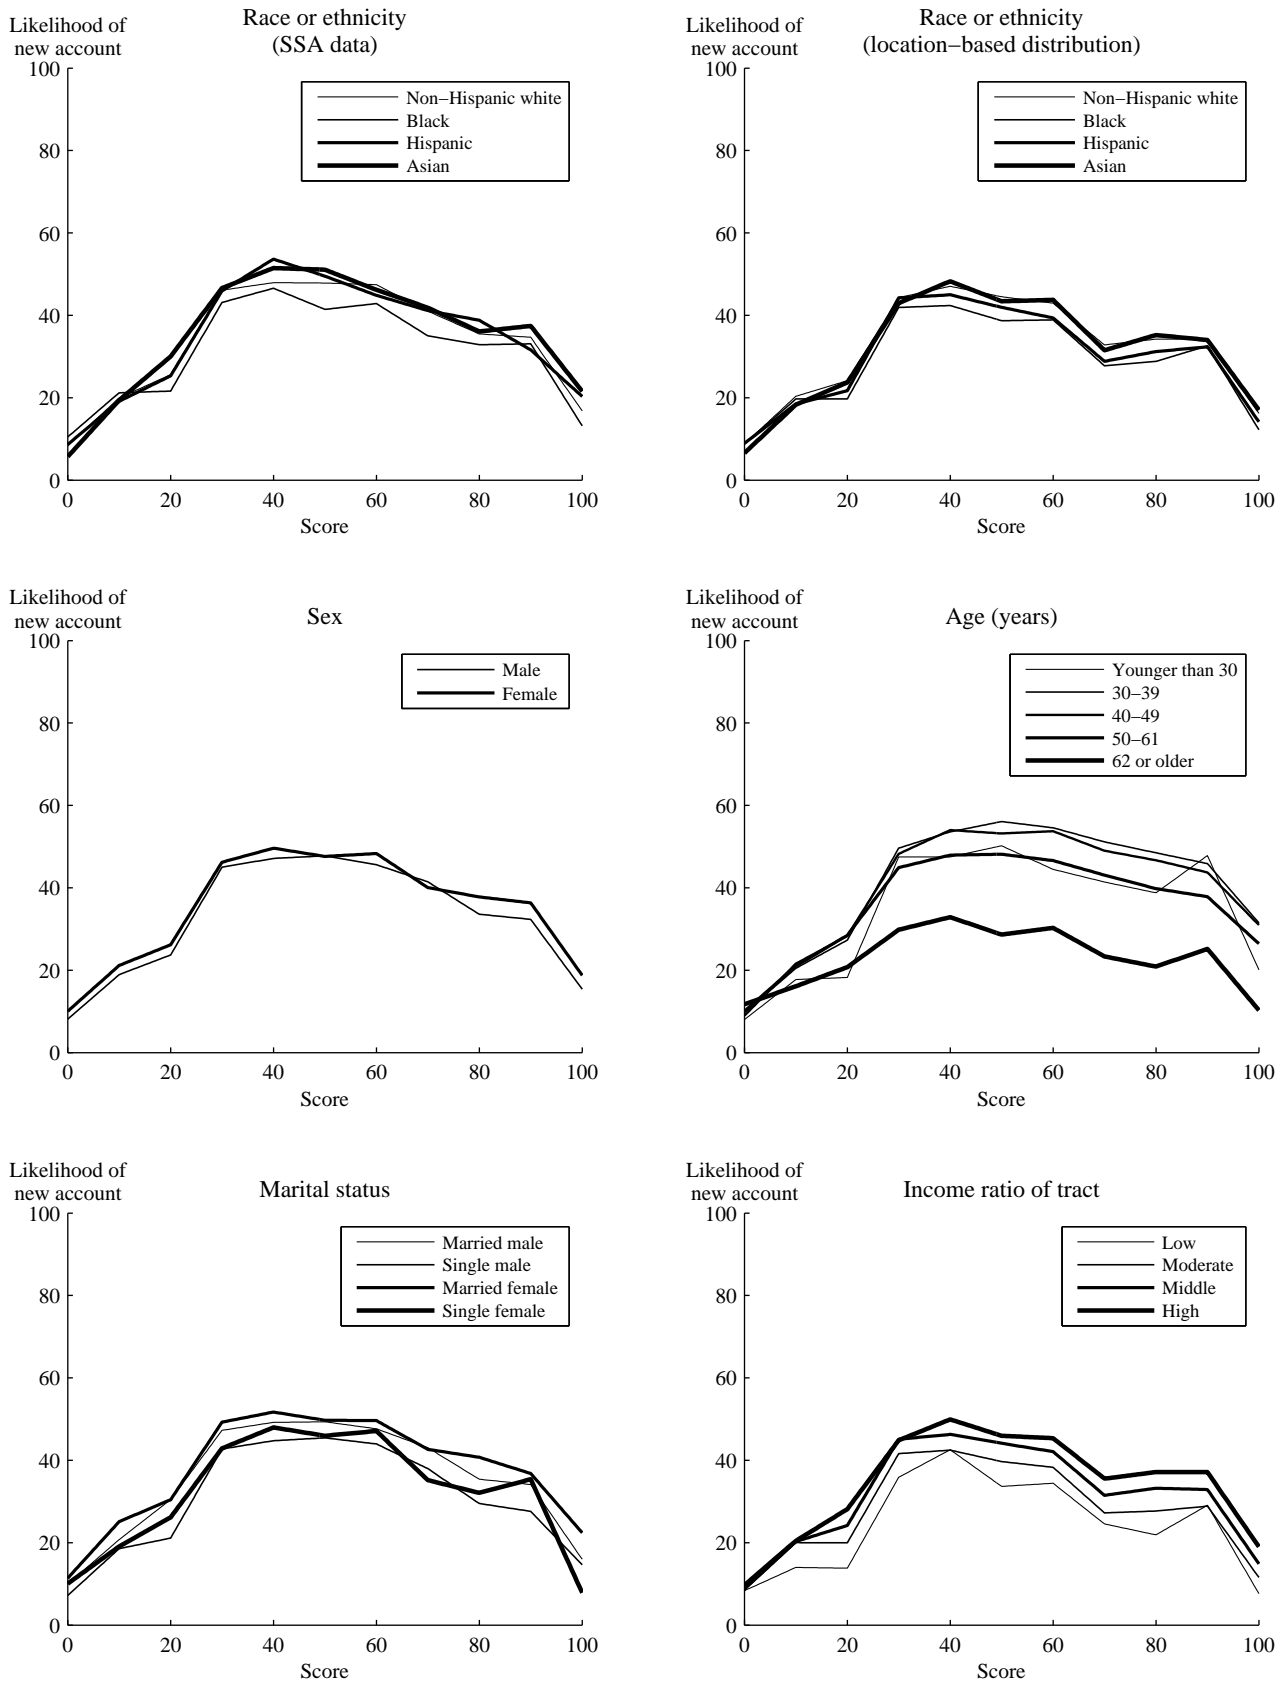 Likelihood of
new account
Race or ethnicity
(SSA data)
100
80
60
40
20
0
Non−Hispanic white
Black
Hispanic
Asian
0 20 40 60 80 100
Score
Likelihood of
new account
Race or ethnicity
(location−based distribution)
100
80
60
40
20
0
Non−Hispanic white
Black
Hispanic
Asian
0 20 40 60 80 100
Score
Likelihood of
new account
Sex
100
80
60
40
20
0
Male
Female
0 20 40 60 80 100
Score
Likelihood of
new account
Age (years)
100
80
60
40
20
0
Younger than 30
30−39
40−49
50−61
62 or older
0 20 40 60 80 100
Score
Likelihood of
new account
Marital status
100
80
60
40
20
0
Married male
Single male
Married female
Single female
0 20 40 60 80 100
Score
Likelihood of
new account
Income ratio of tract
100
80
60
40
20
0
Low
Moderate
Middle
High
0 20 40 60 80 100
Score